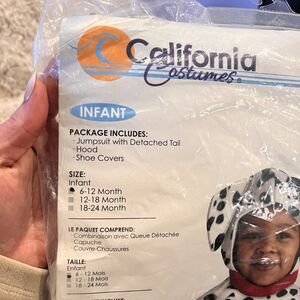 California
Costumes®
INFANT
PACKAGE INCLUDES:
· Jumpsuit with Detached Tail
· Hood
· Shoe Covers
SIZE:
Infant
6-12 Month
12-18 Month
18-24 Month
LE PAQUET COMPREND:
· Combinaison avec Queue Détachée
· Capuche
· Couvre-Chaussures
TAILLE:
Enfant
6 - 12 Mois
12 - 18 Mois
18 - 24 Mois